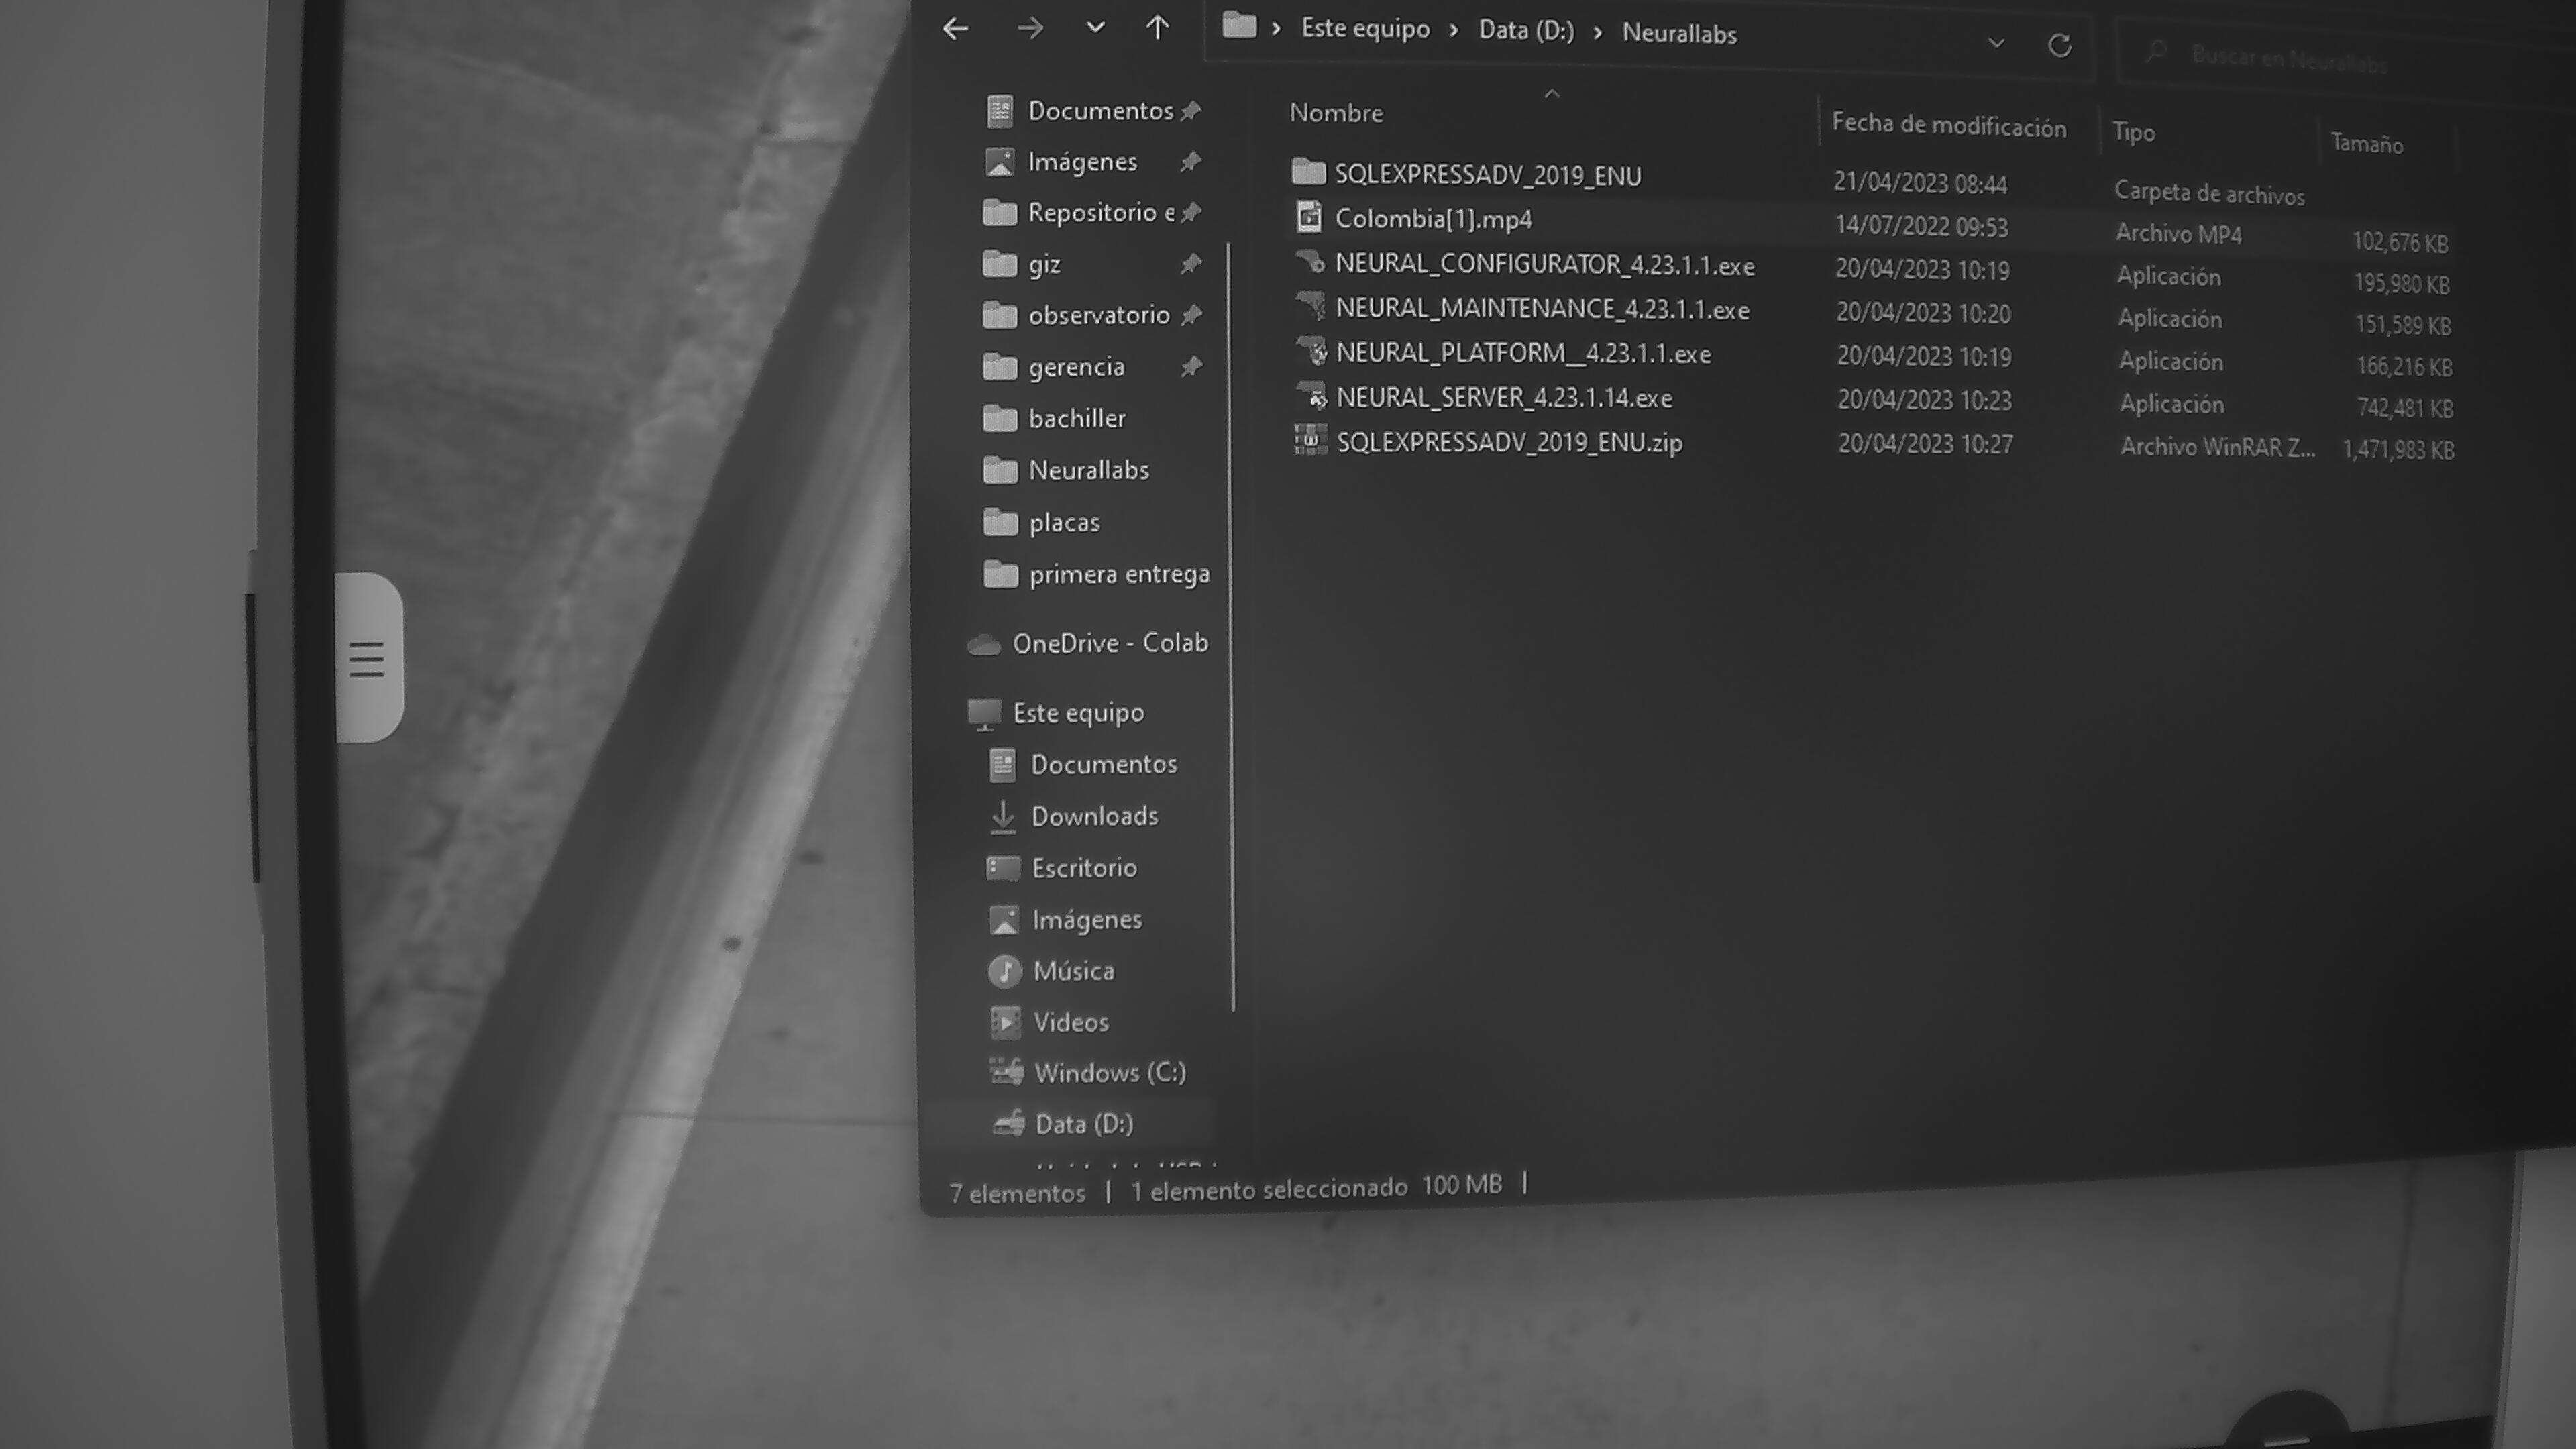 Este equipo > Data (D:) > Neurallabs
Buscar en Neurallabs
Documentos
Imágenes
Repositorio e
giz
observatorio
gerencia
bachiller
Neurallabs
placas
primera entrega
OneDrive - Colab
Este equipo
Documentos
Downloads
Escritorio
Imágenes
Música
Videos
Windows (C:)
Data (D:)
Nombre Fecha de modificación Tipo Tamaño
SQLEXPRESSADV_2019_ENU 21/04/2023 08:44 Carpeta de archivos
Colombia[1].mp4 14/07/2022 09:53 Archivo MP4 102,676 KB
NEURAL_CONFIGURATOR_4.23.1.1.exe 20/04/2023 10:19 Aplicación 195,980 KB
NEURAL_MAINTENANCE_4.23.1.1.exe 20/04/2023 10:20 Aplicación 151,589 KB
NEURAL_PLATFORM__4.23.1.1.exe 20/04/2023 10:19 Aplicación 166,216 KB
NEURAL_SERVER_4.23.1.14.exe 20/04/2023 10:23 Aplicación 742,481 KB
SQLEXPRESSADV_2019_ENU.zip 20/04/2023 10:27 Archivo WinRAR Z... 1,471,983 KB
7 elementos | 1 elemento seleccionado 100 MB |